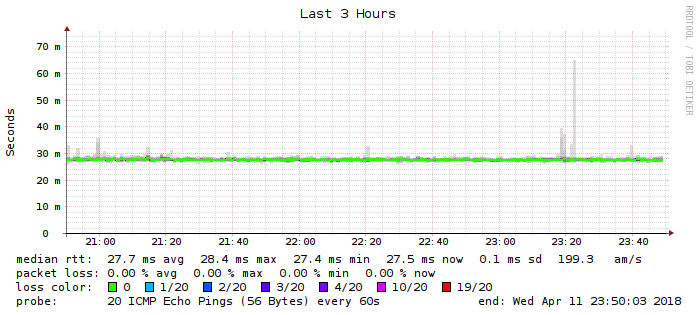 Last 3 Hours
RRDTOOL / TOBI OETIKER
Seconds
70 m
60 m
50 m
40 m
30 m
20 m
10 m
0
21:00 21:20 21:40 22:00 22:20 22:40 23:00 23:20 23:40
median rtt: 27.7 ms avg 28.4 ms max 27.4 ms min 27.5 ms now 0.1 ms sd 199.3 am/s
packet loss: 0.00 % avg 0.00 % max 0.00 % min 0.00 % now
loss color: 0 1/20 2/20 3/20 4/20 10/20 19/20
probe: 20 ICMP Echo Pings (56 Bytes) every 60s end: Wed Apr 11 23:50:03 2018